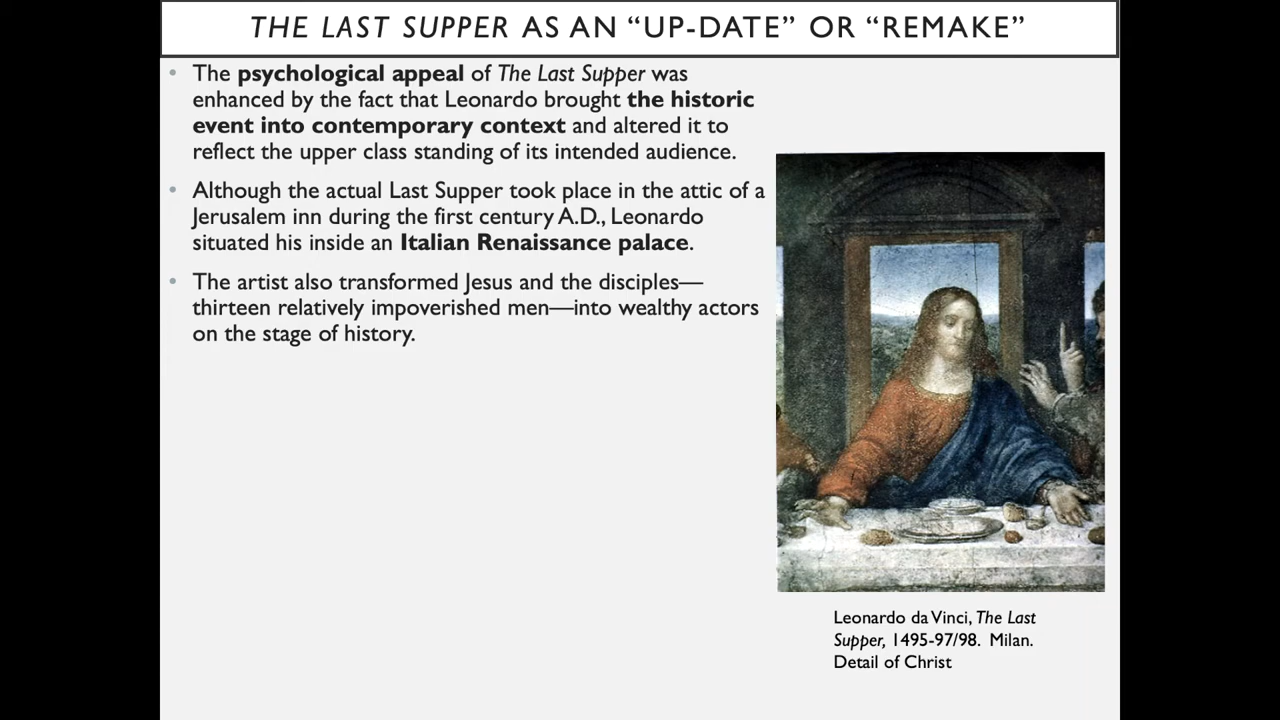 THE LAST SUPPER AS AN “UP-DATE” OR “REMAKE”
• The psychological appeal of The Last Supper was
enhanced by the fact that Leonardo brought the historic
event into contemporary context and altered it to
reflect the upper class standing of its intended audience.
• Although the actual Last Supper took place in the attic of a
Jerusalem inn during the first century A.D., Leonardo
situated his inside an Italian Renaissance palace.
• The artist also transformed Jesus and the disciples—
thirteen relatively impoverished men—into wealthy actors
on the stage of history.
Leonardo da Vinci, The Last
Supper, 1495-97/98. Milan.
Detail of Christ